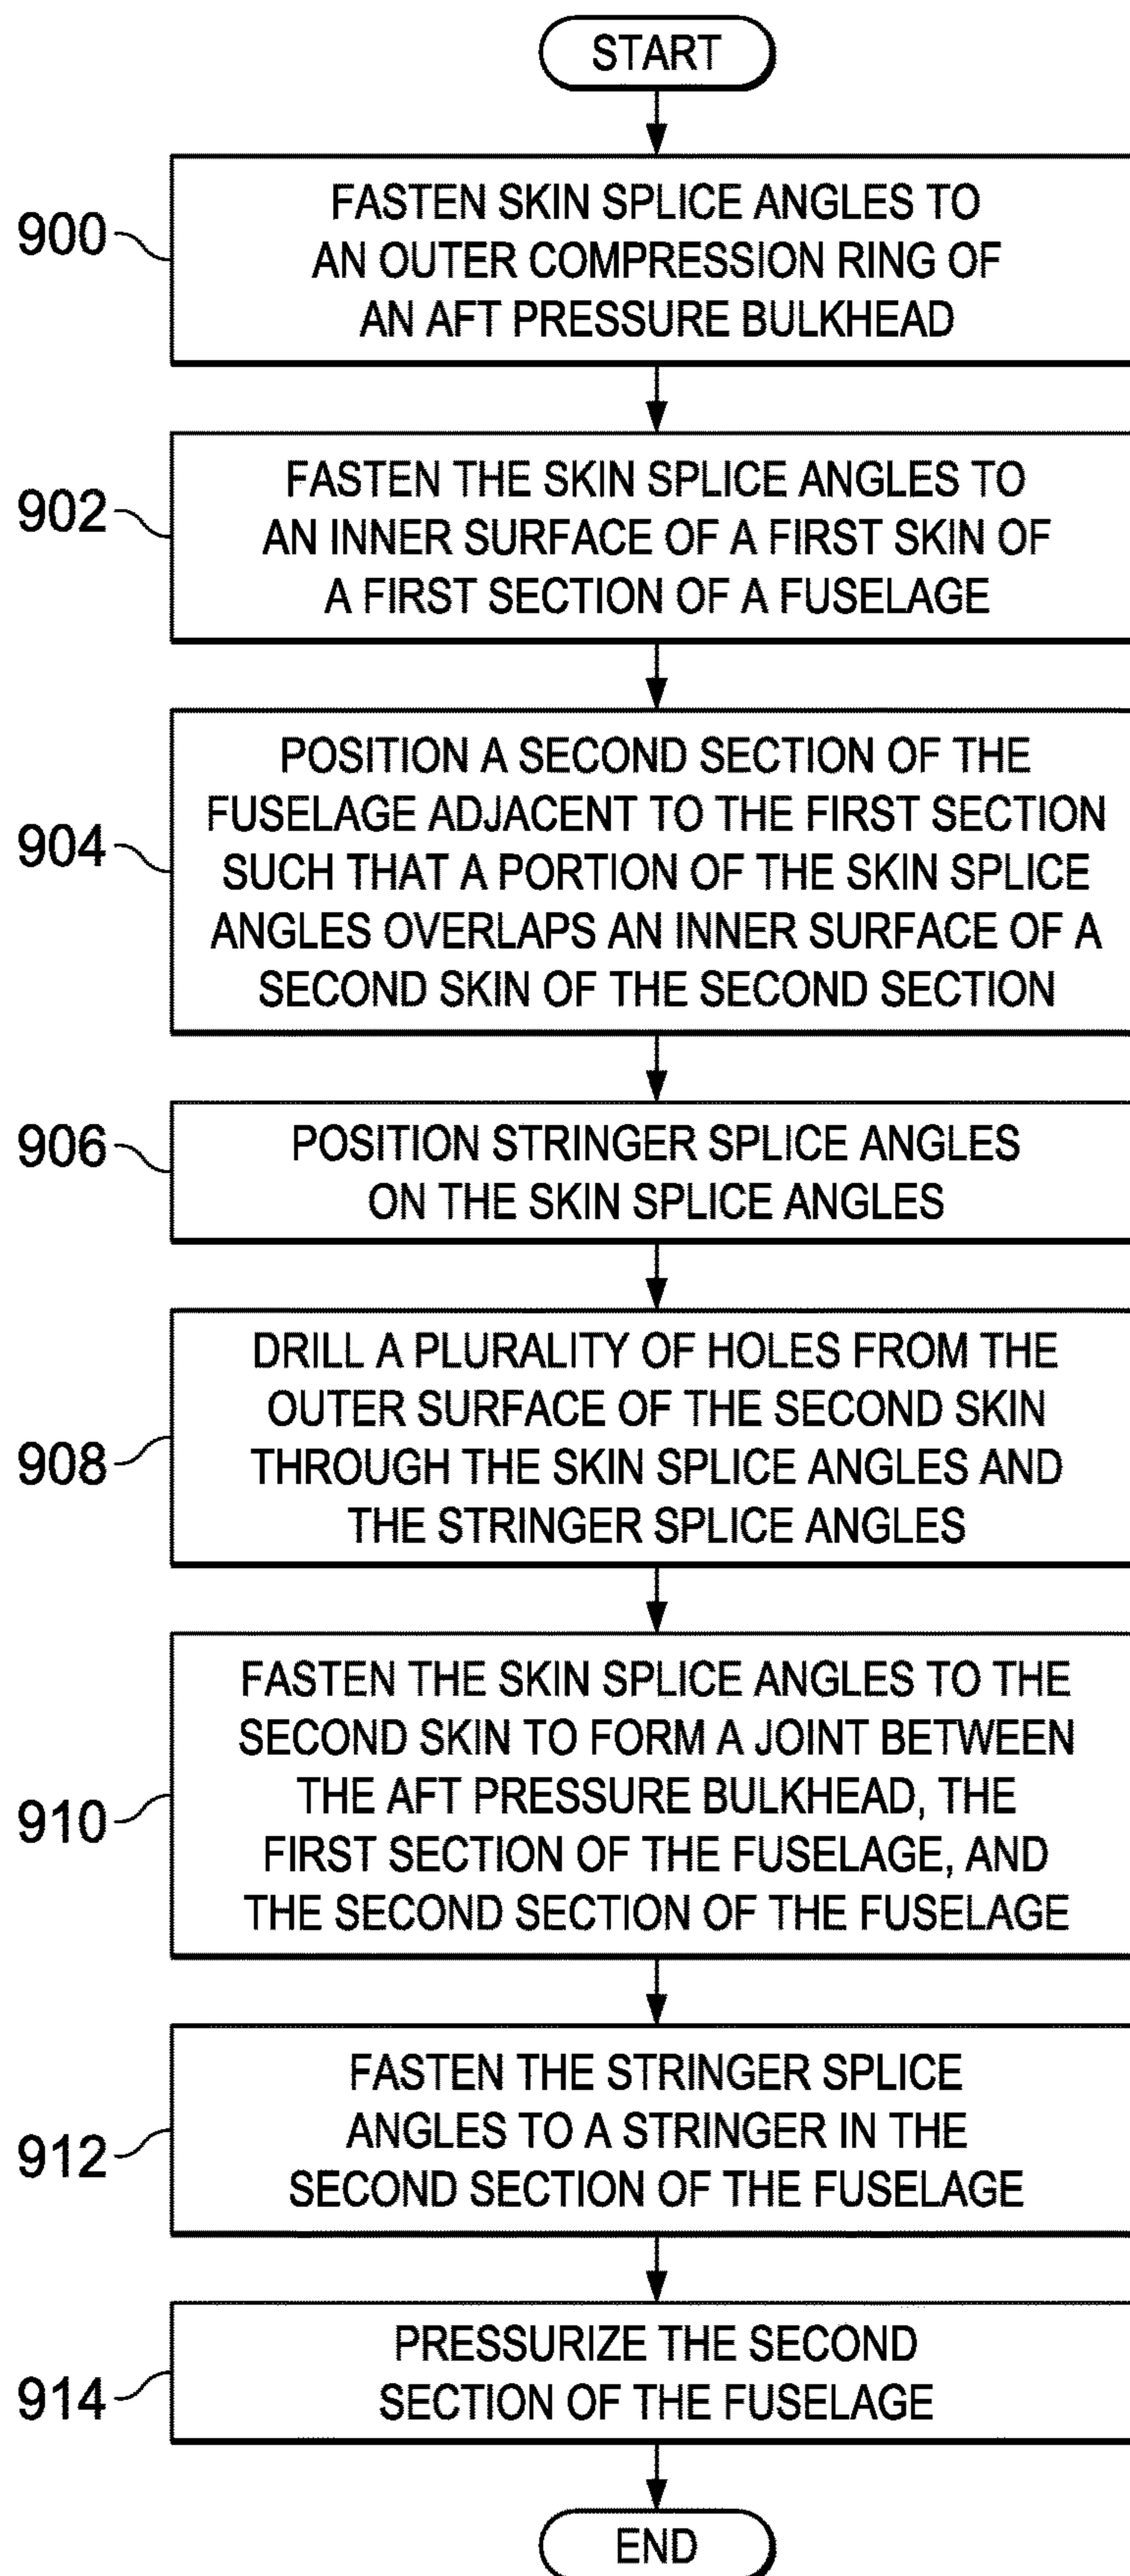 START
900
FASTEN SKIN SPLICE ANGLES TO
AN OUTER COMPRESSION RING OF
AN AFT PRESSURE BULKHEAD
902
FASTEN THE SKIN SPLICE ANGLES TO
AN INNER SURFACE OF A FIRST SKIN OF
A FIRST SECTION OF A FUSELAGE
904
POSITION A SECOND SECTION OF THE
FUSELAGE ADJACENT TO THE FIRST SECTION
SUCH THAT A PORTION OF THE SKIN SPLICE
ANGLES OVERLAPS AN INNER SURFACE OF A
SECOND SKIN OF THE SECOND SECTION
906
POSITION STRINGER SPLICE ANGLES
ON THE SKIN SPLICE ANGLES
908
DRILL A PLURALITY OF HOLES FROM THE
OUTER SURFACE OF THE SECOND SKIN
THROUGH THE SKIN SPLICE ANGLES AND
THE STRINGER SPLICE ANGLES
910
FASTEN THE SKIN SPLICE ANGLES TO THE
SECOND SKIN TO FORM A JOINT BETWEEN
THE AFT PRESSURE BULKHEAD, THE
FIRST SECTION OF THE FUSELAGE, AND
THE SECOND SECTION OF THE FUSELAGE
912
FASTEN THE STRINGER SPLICE
ANGLES TO A STRINGER IN THE
SECOND SECTION OF THE FUSELAGE
914
PRESSURIZE THE SECOND
SECTION OF THE FUSELAGE
END